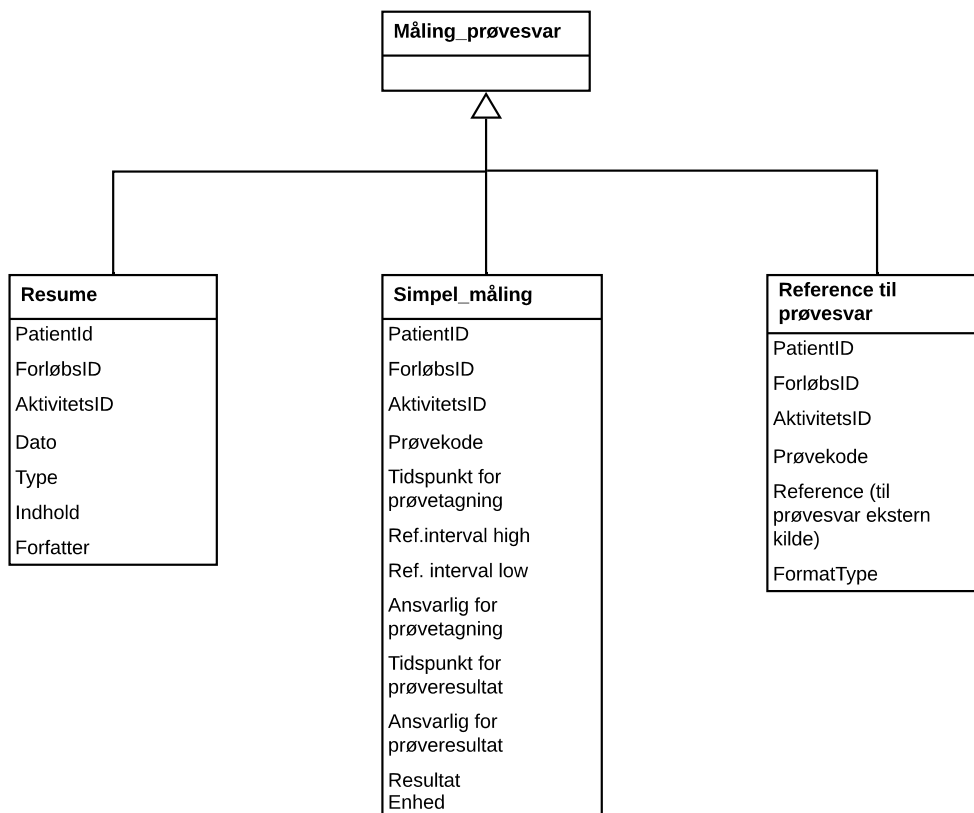 Måling_prøvesvar
Resume
PatientId
ForløbsID
AktivitetsID
Dato
Type
Indhold
Forfatter
Simpel_måling
PatientID
ForløbsID
AktivitetsID
Prøvekode
Tidspunkt for
prøvetagning
Ref.interval high
Ref. interval low
Ansvarlig for
prøvetagning
Tidspunkt for
prøveresultat
Ansvarlig for
prøveresultat
Resultat
Enhed
Reference til
prøvesvar
PatientID
ForløbsID
AktivitetsID
Prøvekode
Reference (til
prøvesvar ekstern
kilde)
FormatType